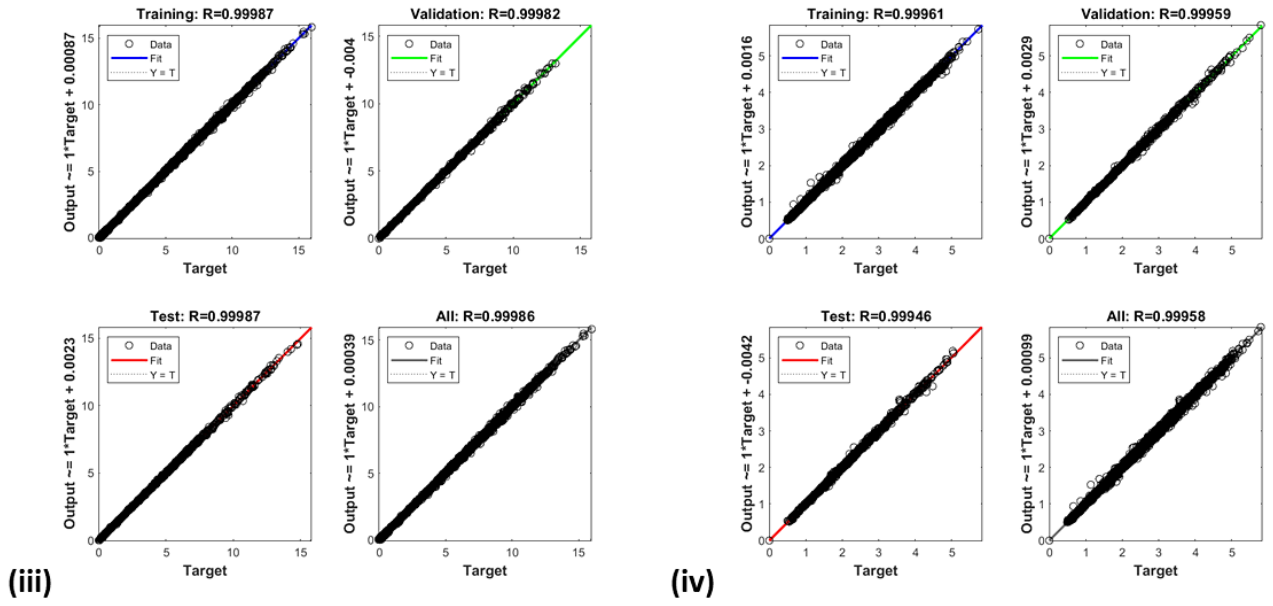 Training: R=0.99987
Output ~= 1*Target + 0.00087
15
10
5
0
Data
Fit
Y = T
0
5
10
15
Target
Validation: R=0.99982
Output ~= 1*Target + -0.004
15
10
5
0
Data
Fit
Y = T
0
5
10
15
Target
Training: R=0.99961
Output ~= 1*Target + 0.0016
5
4
3
2
1
0
Data
Fit
Y = T
0
1
2
3
4
5
Target
Validation: R=0.99959
Output ~= 1*Target + 0.0029
5
4
3
2
1
0
Data
Fit
Y = T
0
1
2
3
4
5
Target
Test: R=0.99987
Output ~= 1*Target + 0.0023
15
10
5
0
Data
Fit
Y = T
0
5
10
15
Target
All: R=0.99986
Output ~= 1*Target + 0.00039
15
10
5
0
Data
Fit
Y = T
0
5
10
15
Target
Test: R=0.99946
Output ~= 1*Target + -0.0042
5
4
3
2
1
0
Data
Fit
Y = T
0
1
2
3
4
5
Target
All: R=0.99958
Output ~= 1*Target + 0.00099
5
4
3
2
1
0
Data
Fit
Y = T
0
1
2
3
4
5
Target
(iii)
(iv)